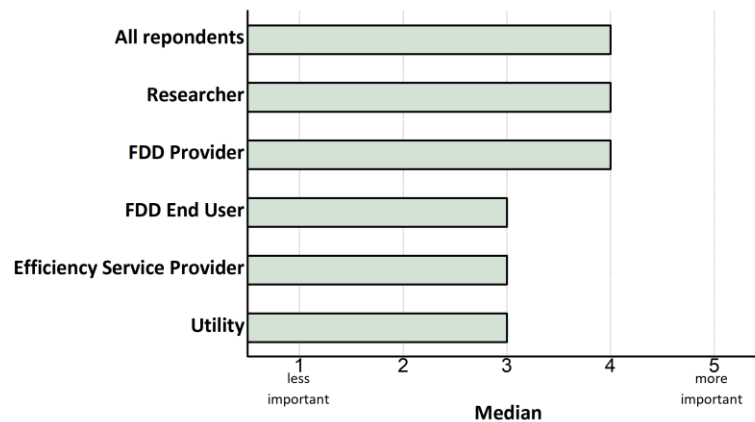 All repondents
Researcher
FDD Provider
FDD End User
Efficiency Service Provider
Utility
1 2 3 4 5
less important
more important
Median